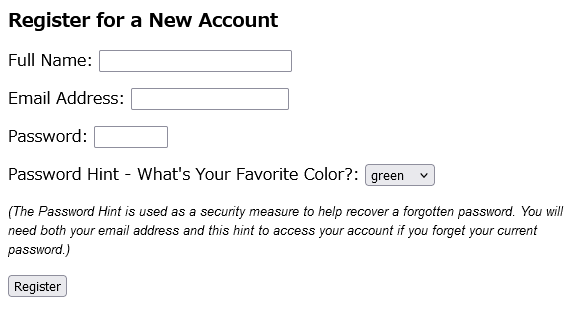 Register for a New Account
Full Name:
Email Address:
Password:
Password Hint - What's Your Favorite Color?: green
(The Password Hint is used as a security measure to help recover a forgotten password. You will
need both your email address and this hint to access your account if you forget your current
password.)
Register